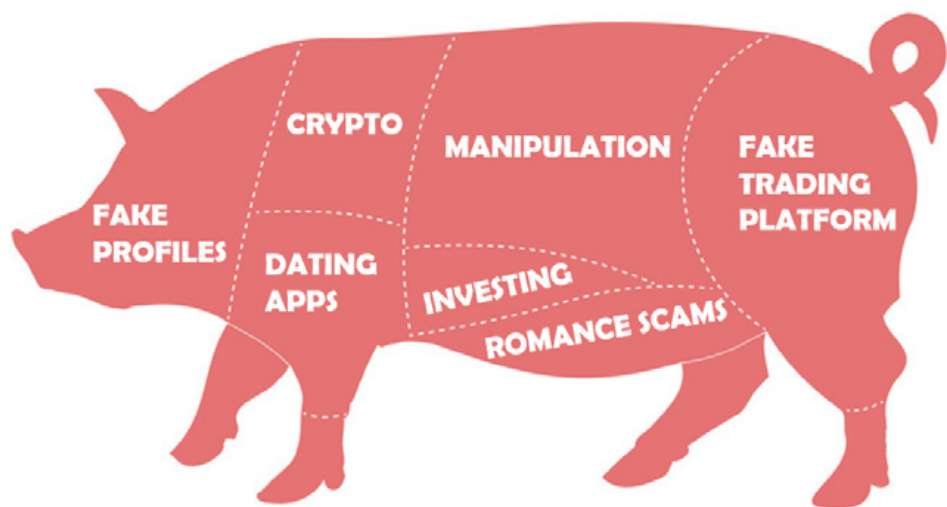 FAKE
PROFILES
CRYPTO
DATING
APPS
MANIPULATION
INVESTING
ROMANCE SCAMS
FAKE
TRADING
PLATFORM